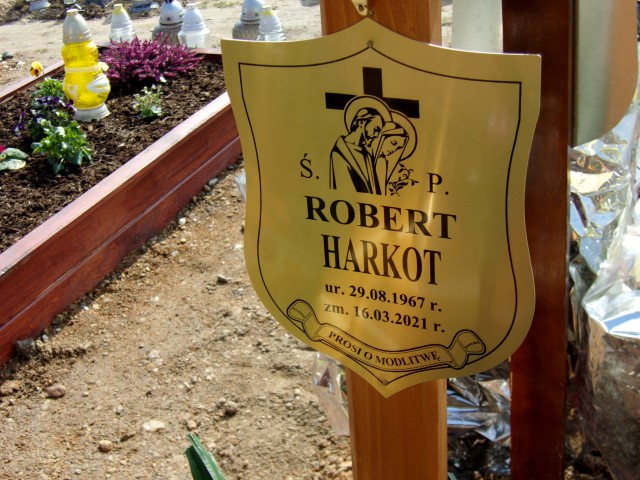 Ś. P.
ROBERT
HARKOT
ur. 29.08.1967 r.
zm. 16.03.2021 r.
PROSI O MODLITWĘ